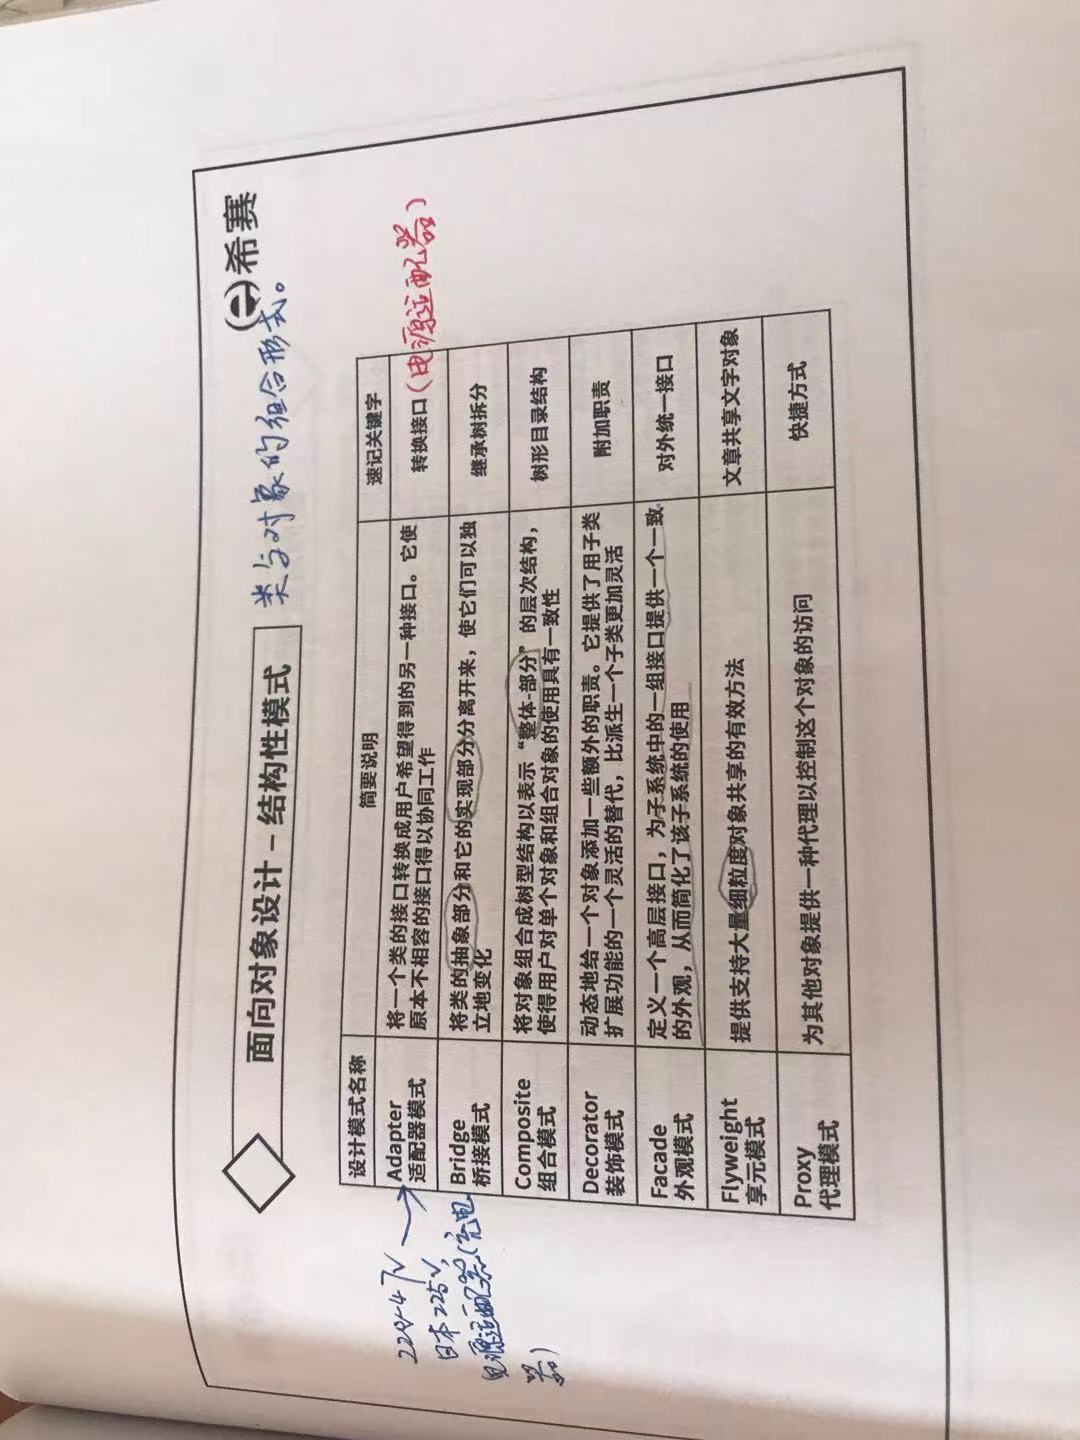 面向对象设计 – 结构性模式
类与对象的组合形式。
希赛
设计模式名称 简要说明 速记关键字
Adapter
适配器模式
将一个类的接口转换成用户希望得到的另一种接口。它使
原本不相容的接口得以协同工作
转换接口(电源适配器)
Bridge
桥接模式
将类的抽象部分和它的实现部分分离开来，使它们可以独
立地变化
继承树拆分
Composite
组合模式
将对象组合成树型结构以表示“整体-部分”的层次结构，
使得用户对单个对象和组合对象的使用具有一致性
树形目录结构
Decorator
装饰模式
动态地给一个对象添加一些额外的职责。它提供了用子类
扩展功能的一个灵活的替代，比派生一个子类更加灵活
附加职责
Facade
外观模式
定义一个高层接口，为子系统中的一组接口提供一个一致
的外观，从而简化了该子系统的使用
对外统一接口
Flyweight
享元模式
提供支持大量细粒度对象共享的有效方法
文章共享文字对象
Proxy
代理模式
为其他对象提供一种代理以控制这个对象的访问
快捷方式
日本225V,
电源适配器(充电
器)